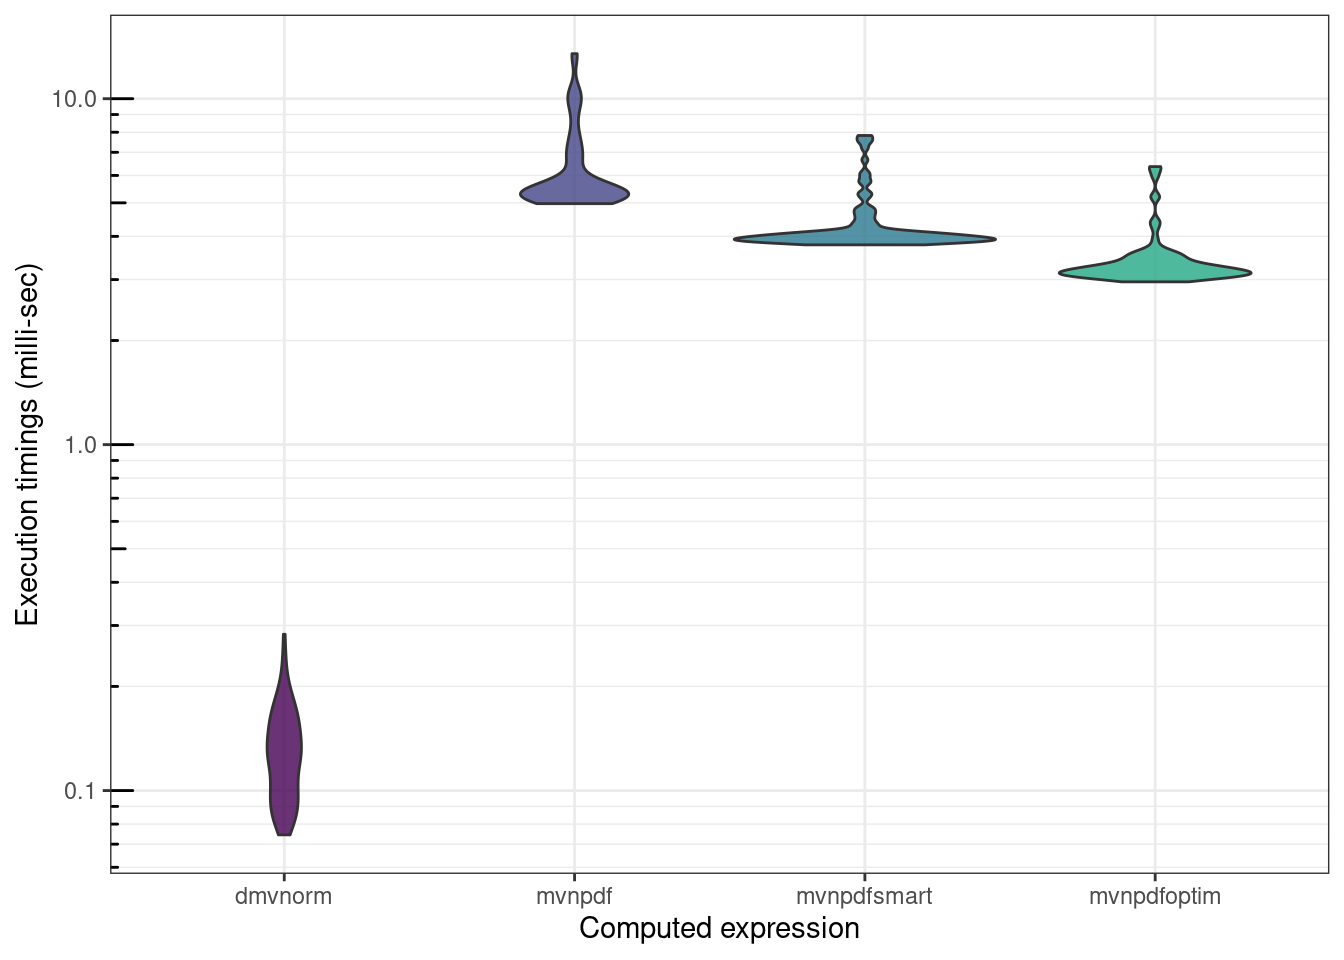 10.0
1.0
0.1
Execution timings (milli-sec)
dmvnorm
mvnpdf
mvnpdfsmart
mvnpdfoptim
Computed expression